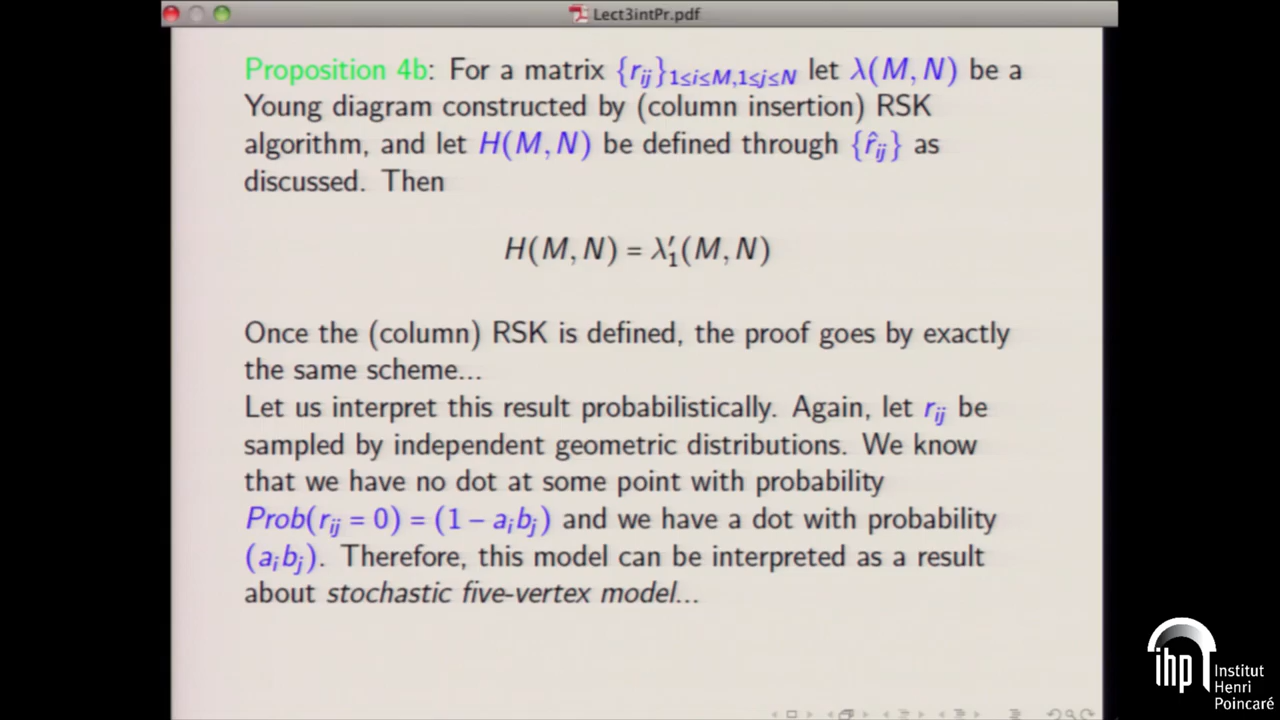 Lect3intPr.pdf
Proposition 4b: For a matrix {r_ij}_{1≤i≤M,1≤j≤N} let λ(M, N) be a
Young diagram constructed by (column insertion) RSK
algorithm, and let H(M, N) be defined through {r̂_ij} as
discussed. Then
H(M, N) = λ′_1(M, N)
Once the (column) RSK is defined, the proof goes by exactly
the same scheme...
Let us interpret this result probabilistically. Again, let r_ij be
sampled by independent geometric distributions. We know
that we have no dot at some point with probability
Prob(r_ij = 0) = (1 − a_i b_j) and we have a dot with probability
(a_i b_j). Therefore, this model can be interpreted as a result
about stochastic five-vertex model...
ihp
Institut
Henri
Poincaré